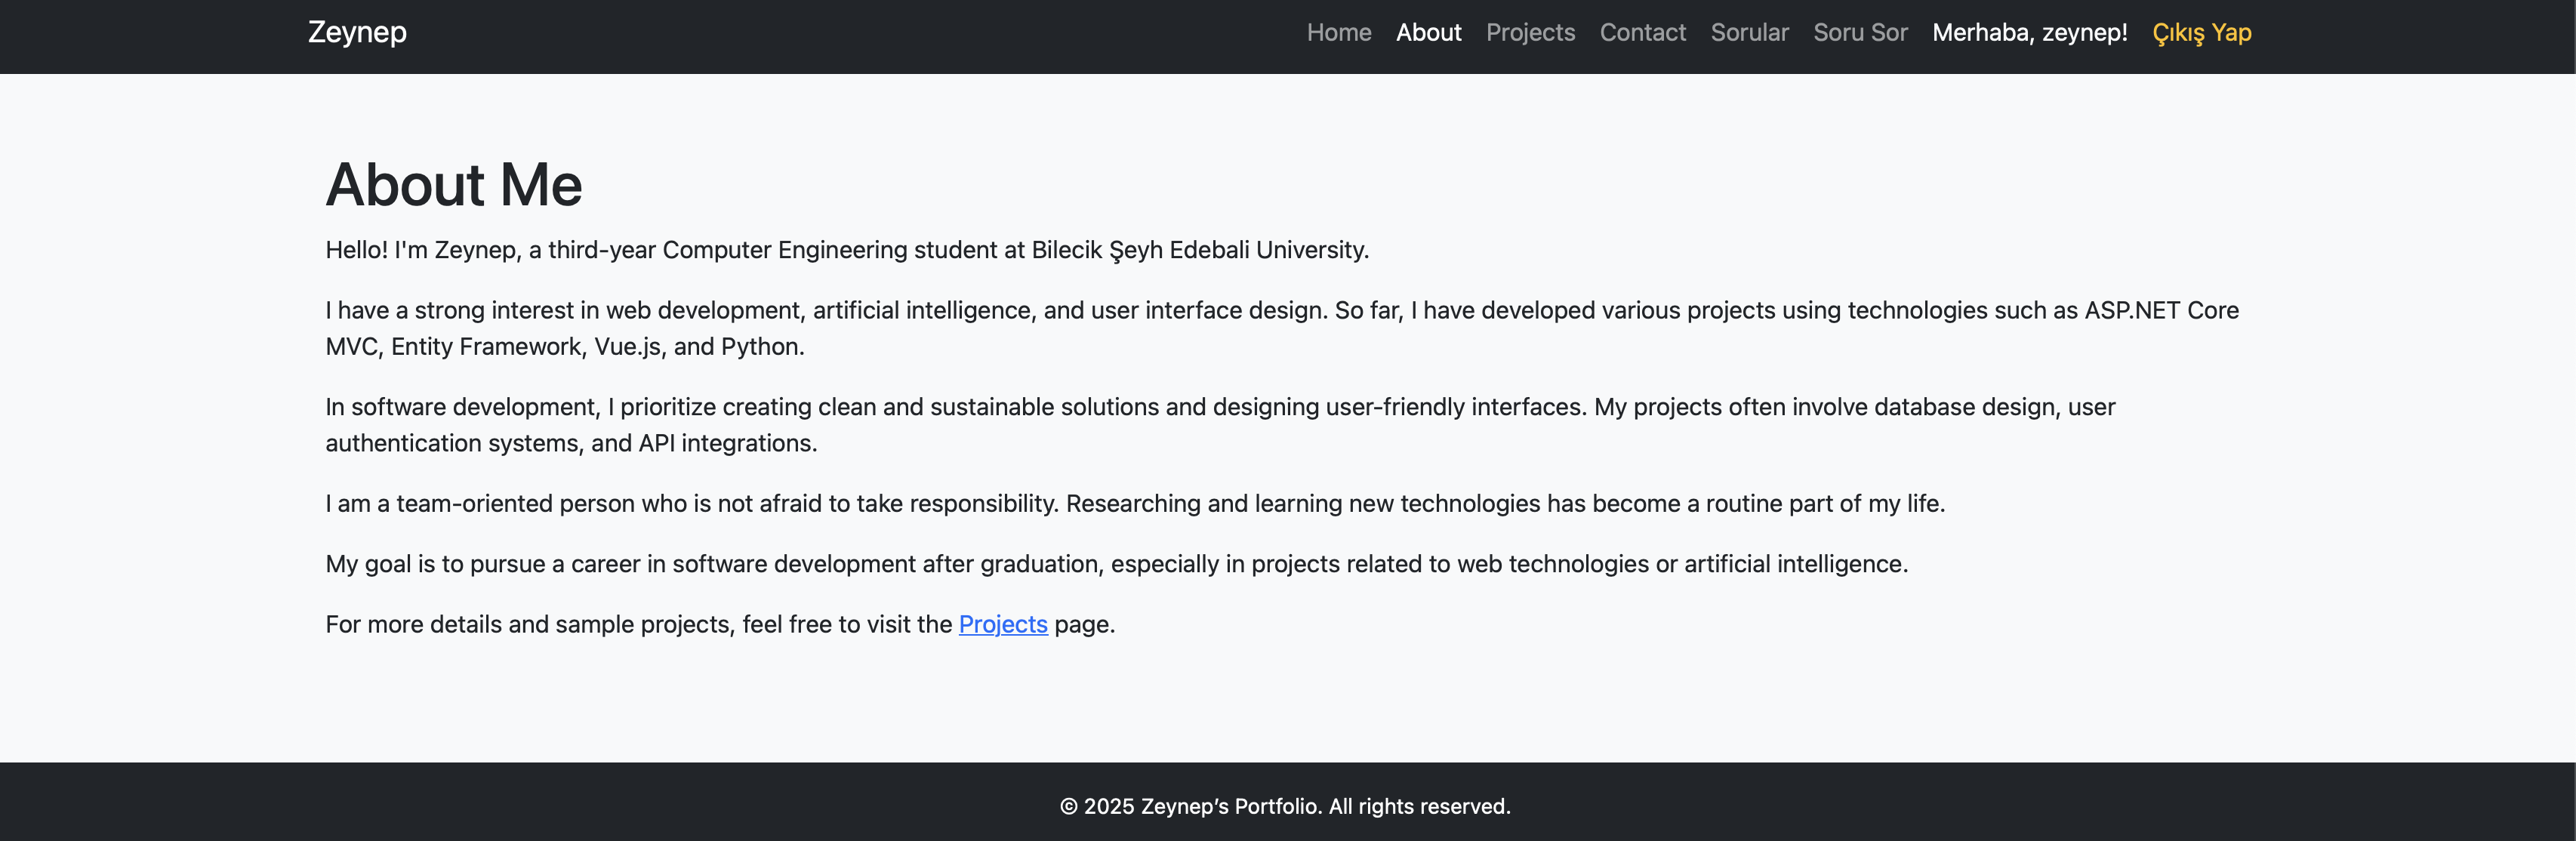 Zeynep
Home About Projects Contact Sorular Soru Sor Merhaba, zeynep! Çıkış Yap
About Me
Hello! I'm Zeynep, a third-year Computer Engineering student at Bilecik Şeyh Edebali University.
I have a strong interest in web development, artificial intelligence, and user interface design. So far, I have developed various projects using technologies such as ASP.NET Core
MVC, Entity Framework, Vue.js, and Python.
In software development, I prioritize creating clean and sustainable solutions and designing user-friendly interfaces. My projects often involve database design, user
authentication systems, and API integrations.
I am a team-oriented person who is not afraid to take responsibility. Researching and learning new technologies has become a routine part of my life.
My goal is to pursue a career in software development after graduation, especially in projects related to web technologies or artificial intelligence.
For more details and sample projects, feel free to visit the Projects page.
© 2025 Zeynep’s Portfolio. All rights reserved.